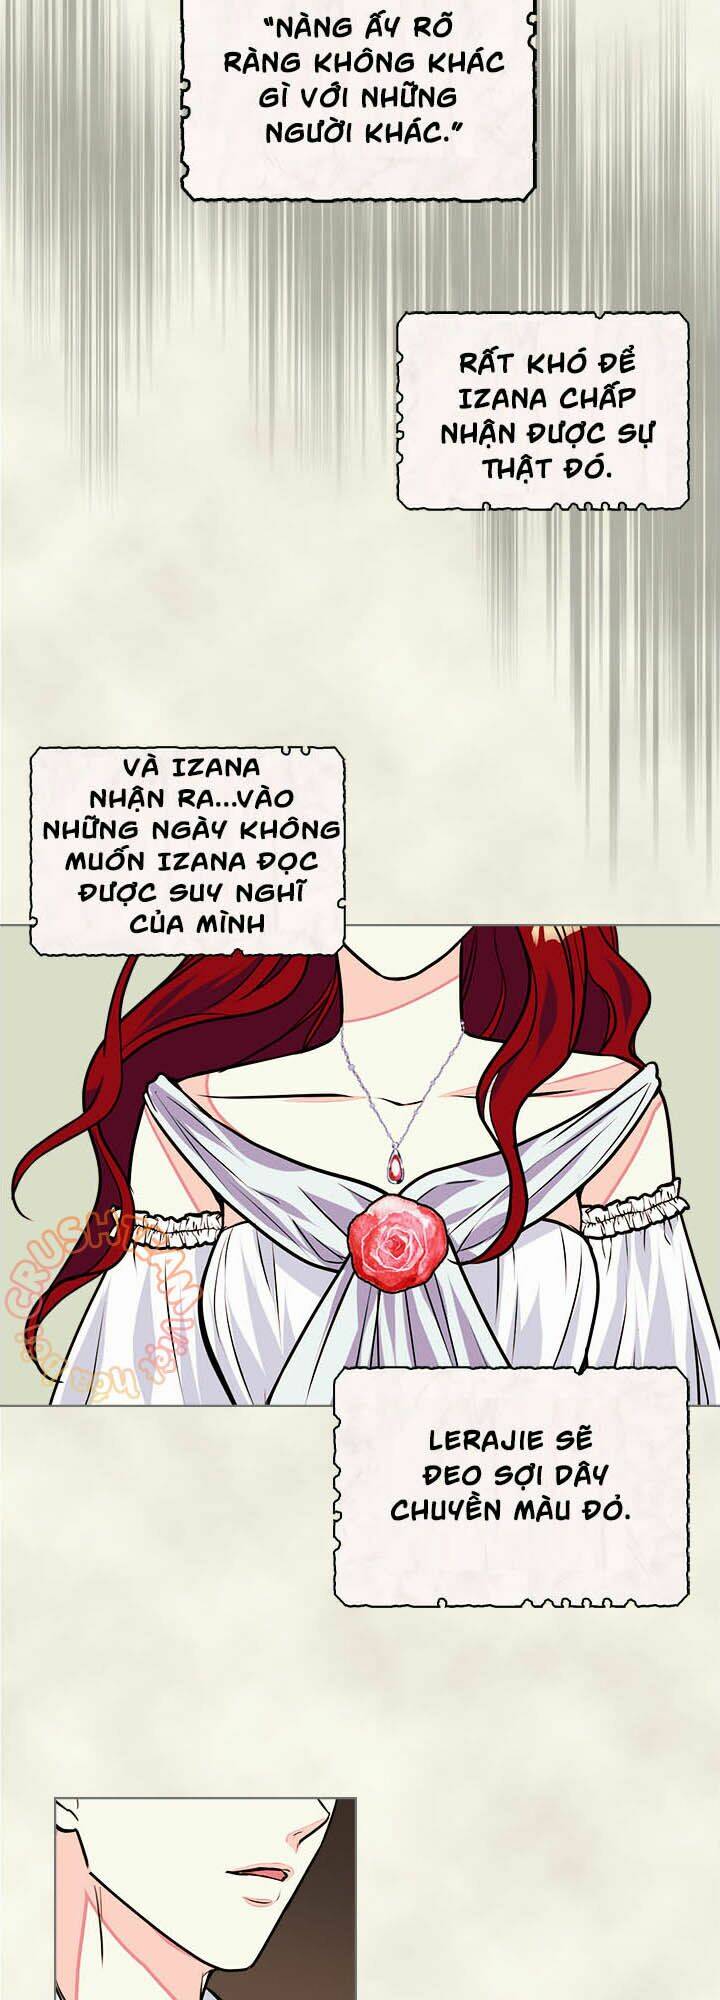 "NÀNG ẤY RÕ
RÀNG KHÔNG KHÁC
GÌ VỚI NHỮNG
NGƯỜI KHÁC."
RẤT KHÓ ĐỂ
IZANA CHẤP
NHẬN ĐƯỢC SỰ
THẬT ĐÓ.
VÀ IZANA
NHẬN RA...VÀO
NHỮNG NGÀY KHÔNG
MUỐN IZANA ĐỌC
ĐƯỢC SUY NGHĨ
CỦA MÌNH
CRUSHTEAM
LERAJIE SẼ
ĐEO SỢI DÂY
CHUYỀN MÀU ĐỎ.